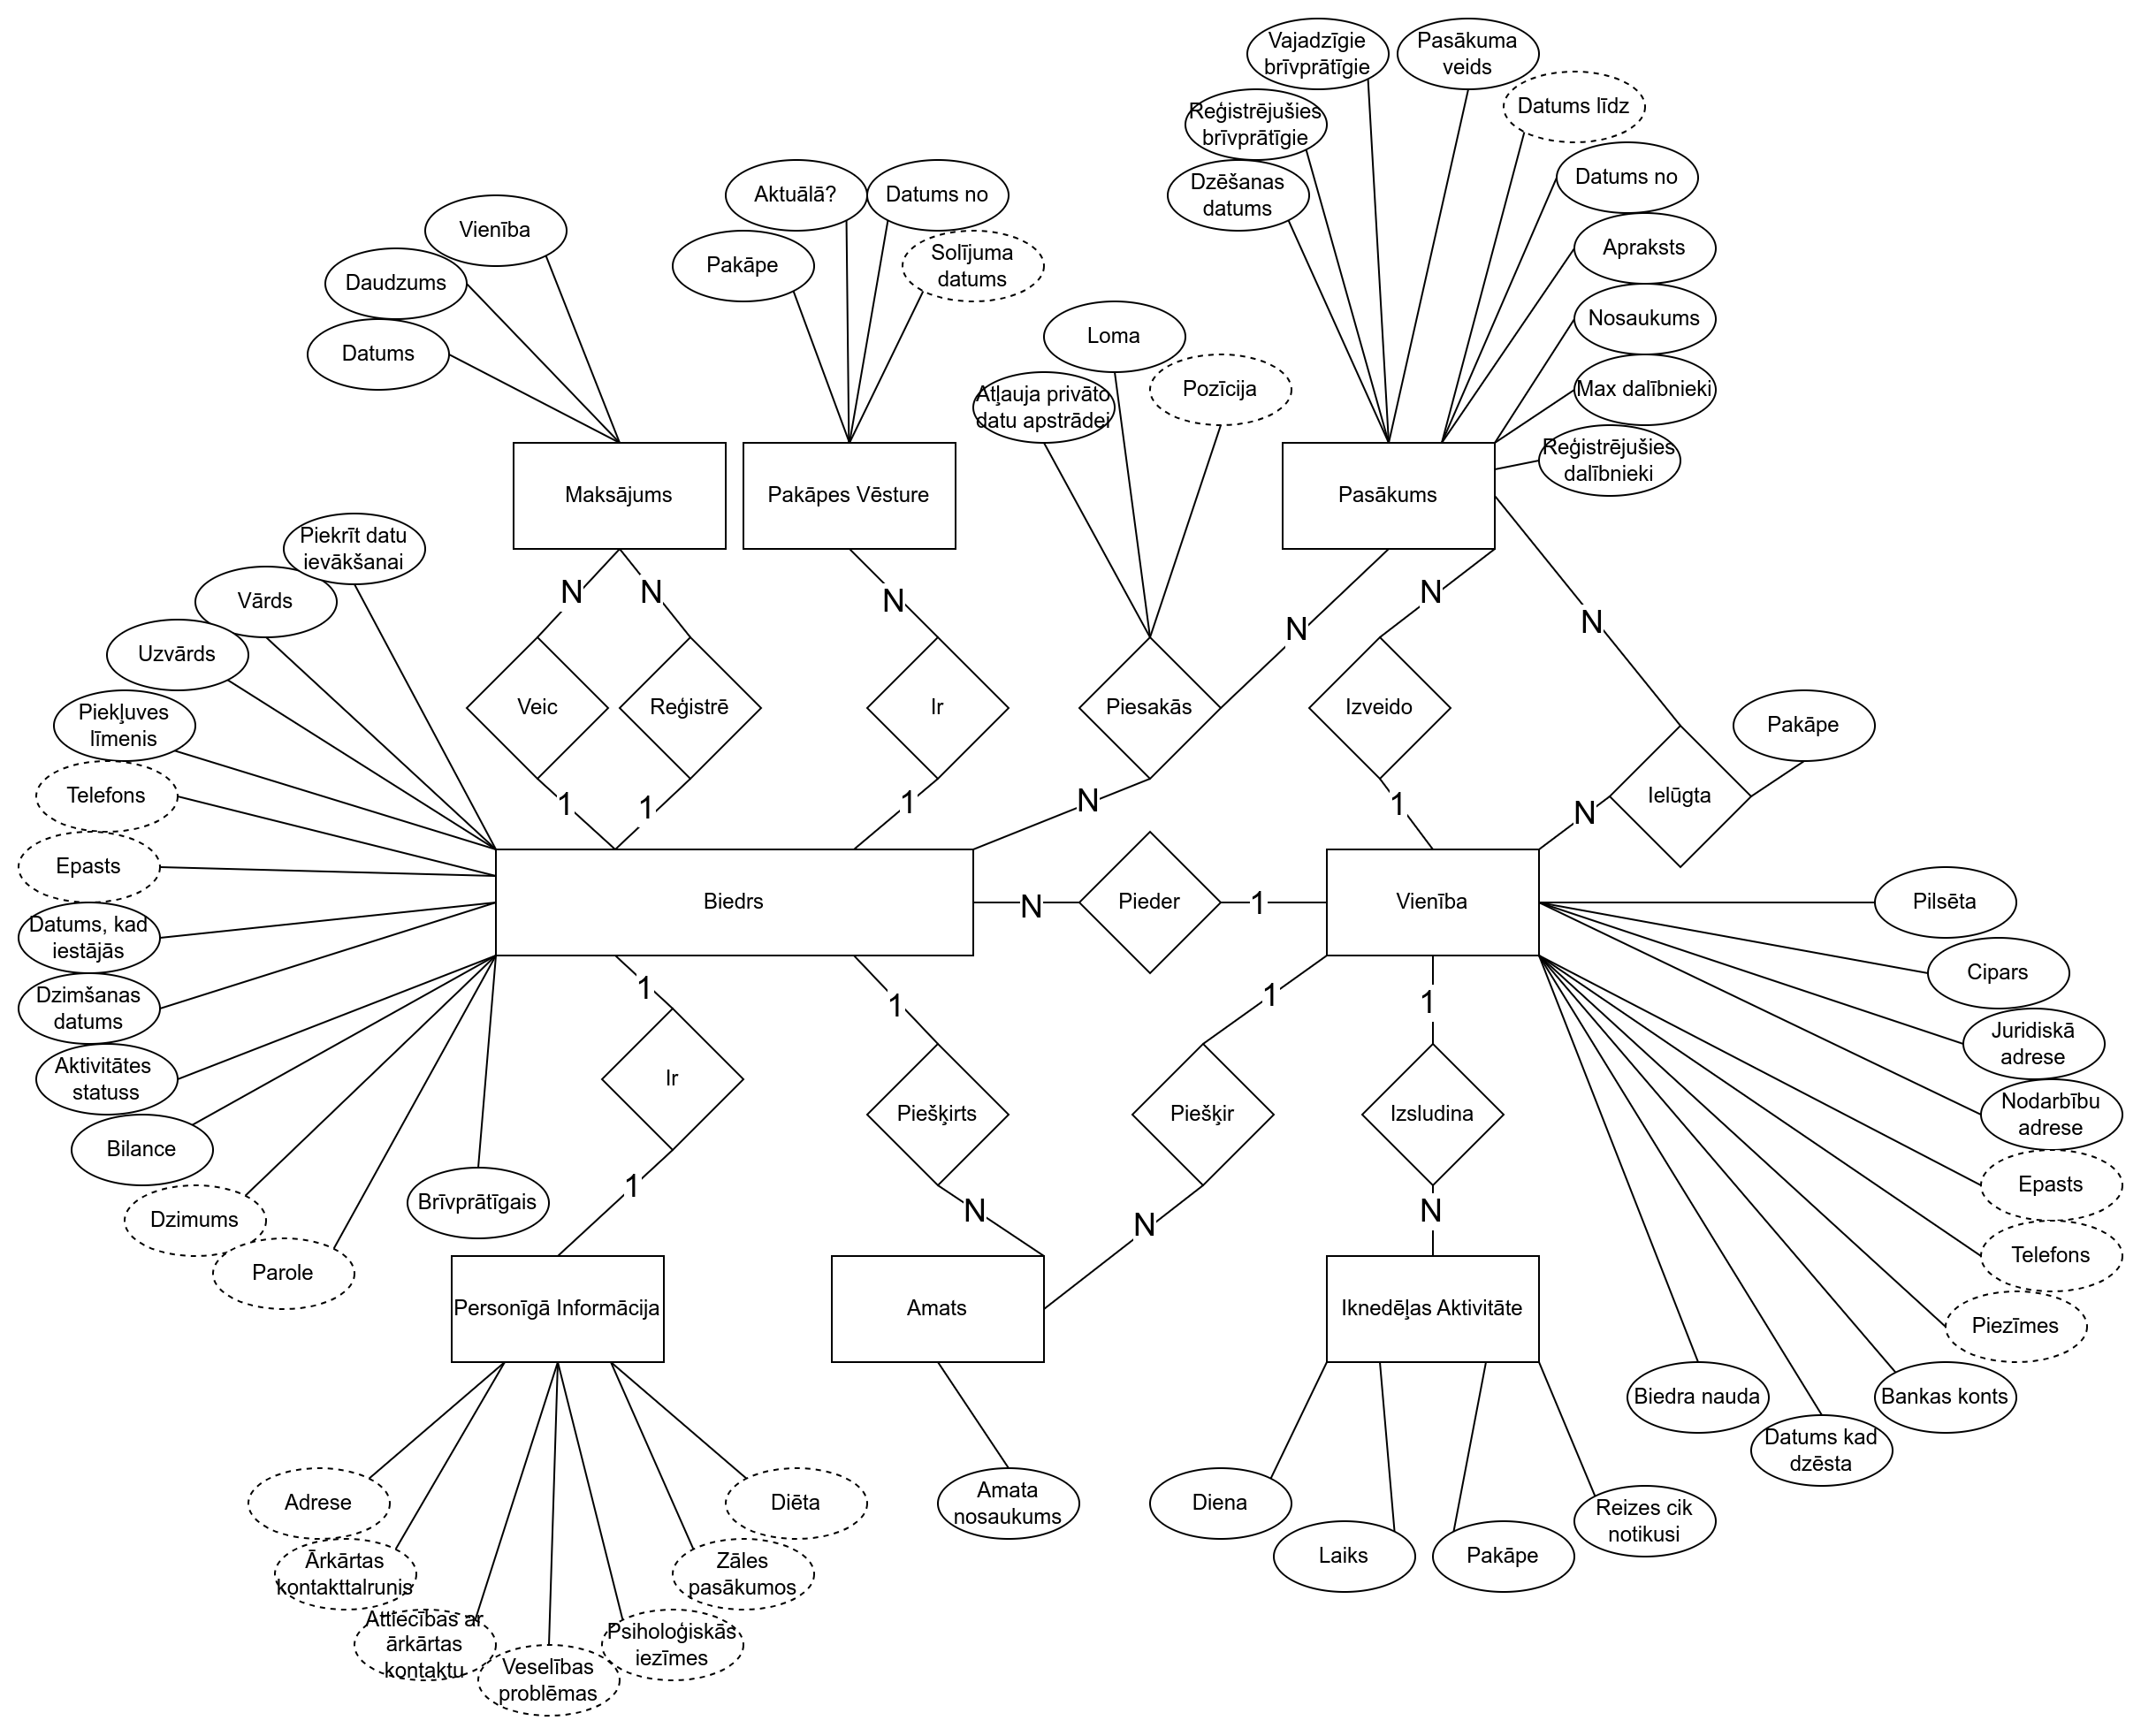 Vajadzīgie
brīvprātīgie
Pasākuma
veids
Datums līdz
Reģistrējušies
brīvprātīgie
Datums no
Dzēšanas
datums
Aktuālā?
Datums no
Vienība
Apraksts
Pakāpe
Solījuma
datums
Daudzums
Nosaukums
Loma
Datums
Pozīcija
Max dalībnieki
Atļauja privāto
datu apstrādei
Reģistrējušies
dalībnieki
Maksājums
Pakāpes Vēsture
Pasākums
Piekrīt datu
ievākšanai
Vārds
N
N
N
N
N
N
Uzvārds
Piekļuves
līmenis
Veic
Reģistrē
Ir
Piesakās
Izveido
Pakāpe
Telefons
Ielūgta
1
1
1
N
1
N
Epasts
Biedrs
N
Pieder
1
Vienība
Pilsēta
Datums, kad
iestājās
Cipars
Dzimšanas
datums
1
1
1
1
Juridiskā
adrese
Aktivitātes
statuss
Ir
Piešķirts
Piešķir
Izsludina
Nodarbību
adrese
Bilance
1
Epasts
Dzimums
Brīvprātīgais
N
N
N
Telefons
Parole
Personīgā Informācija
Amats
Iknedēļas Aktivitāte
Piezīmes
Biedra nauda
Bankas konts
Datums kad
dzēsta
Adrese
Diēta
Amata
nosaukums
Diena
Reizes cik
notikusi
Laiks
Pakāpe
Ārkārtas
kontakttalrunis
Zāles
pasākumos
Attiecības ar
ārkārtas
kontaktu
Psiholoģiskās
iezīmes
Veselības
problēmas